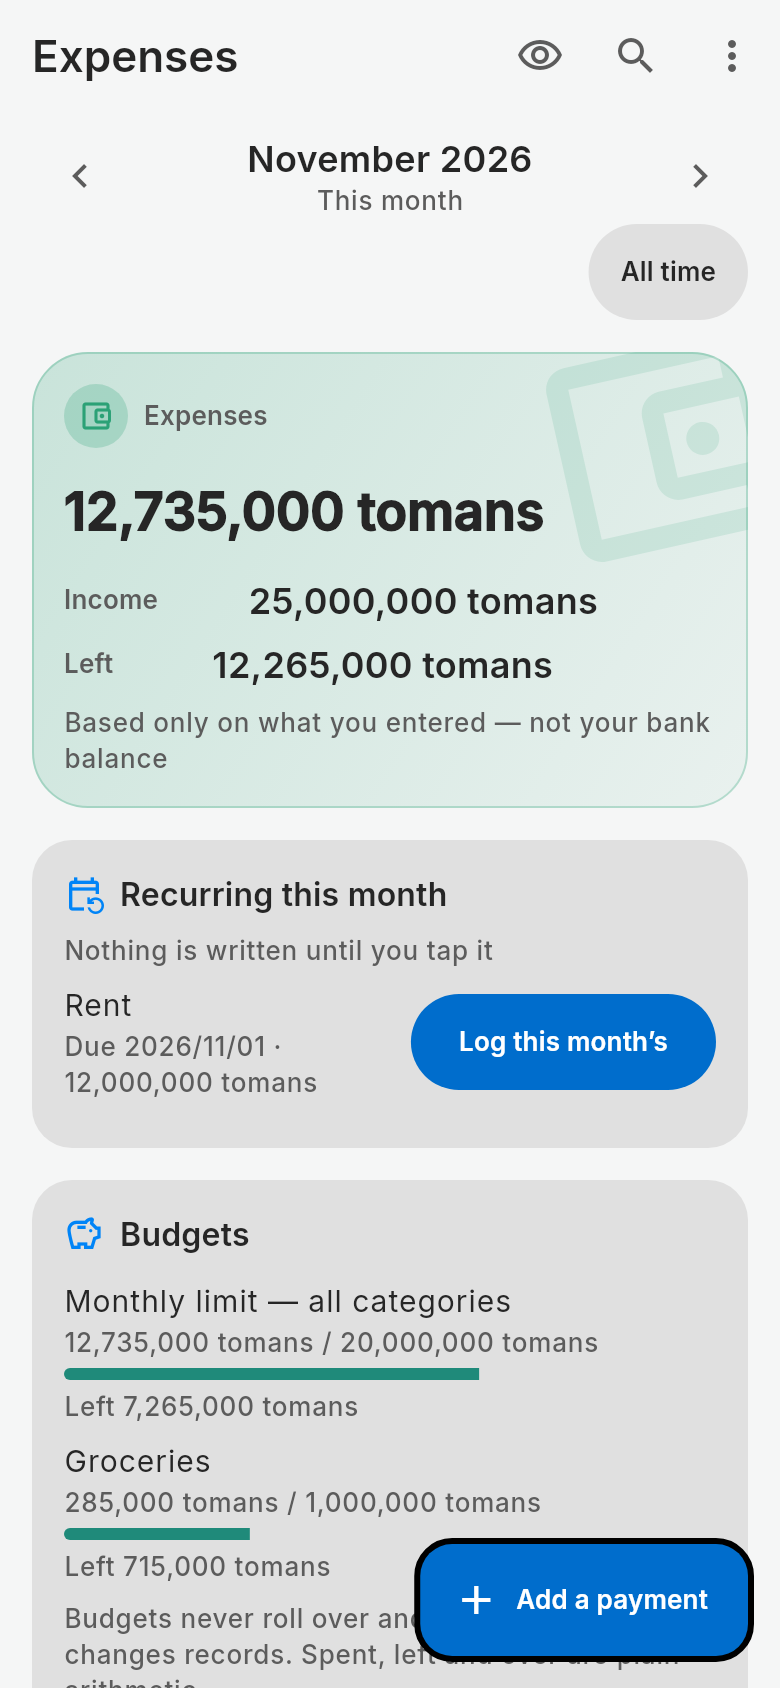 Expenses
November 2026
This month
All time
Expenses
12,735,000 tomans
Income 25,000,000 tomans
Left 12,265,000 tomans
Based only on what you entered — not your bank
balance
Recurring this month
Nothing is written until you tap it
Rent
Due 2026/11/01 ·
12,000,000 tomans
Log this month’s
Budgets
Monthly limit — all categories
12,735,000 tomans / 20,000,000 tomans
Left 7,265,000 tomans
Groceries
285,000 tomans / 1,000,000 tomans
Left 715,000 tomans
Add a payment
Budgets never roll over
changes records. Spent, left